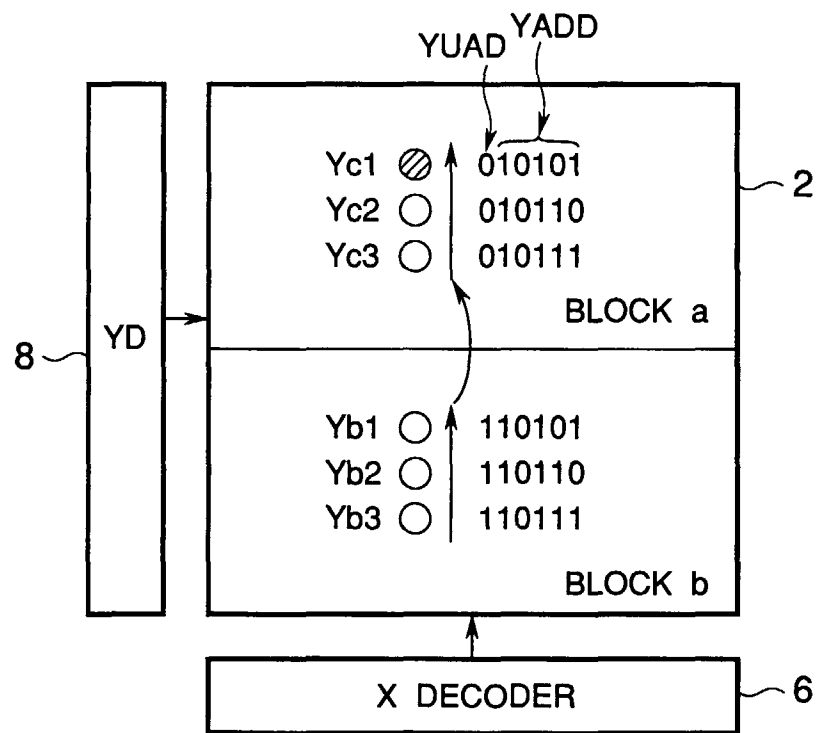 YUAD YADD
Yc1 010101
Yc2 010110
Yc3 010111
2
BLOCK a
8 YD
Yb1 110101
Yb2 110110
Yb3 110111
BLOCK b
X DECODER 6